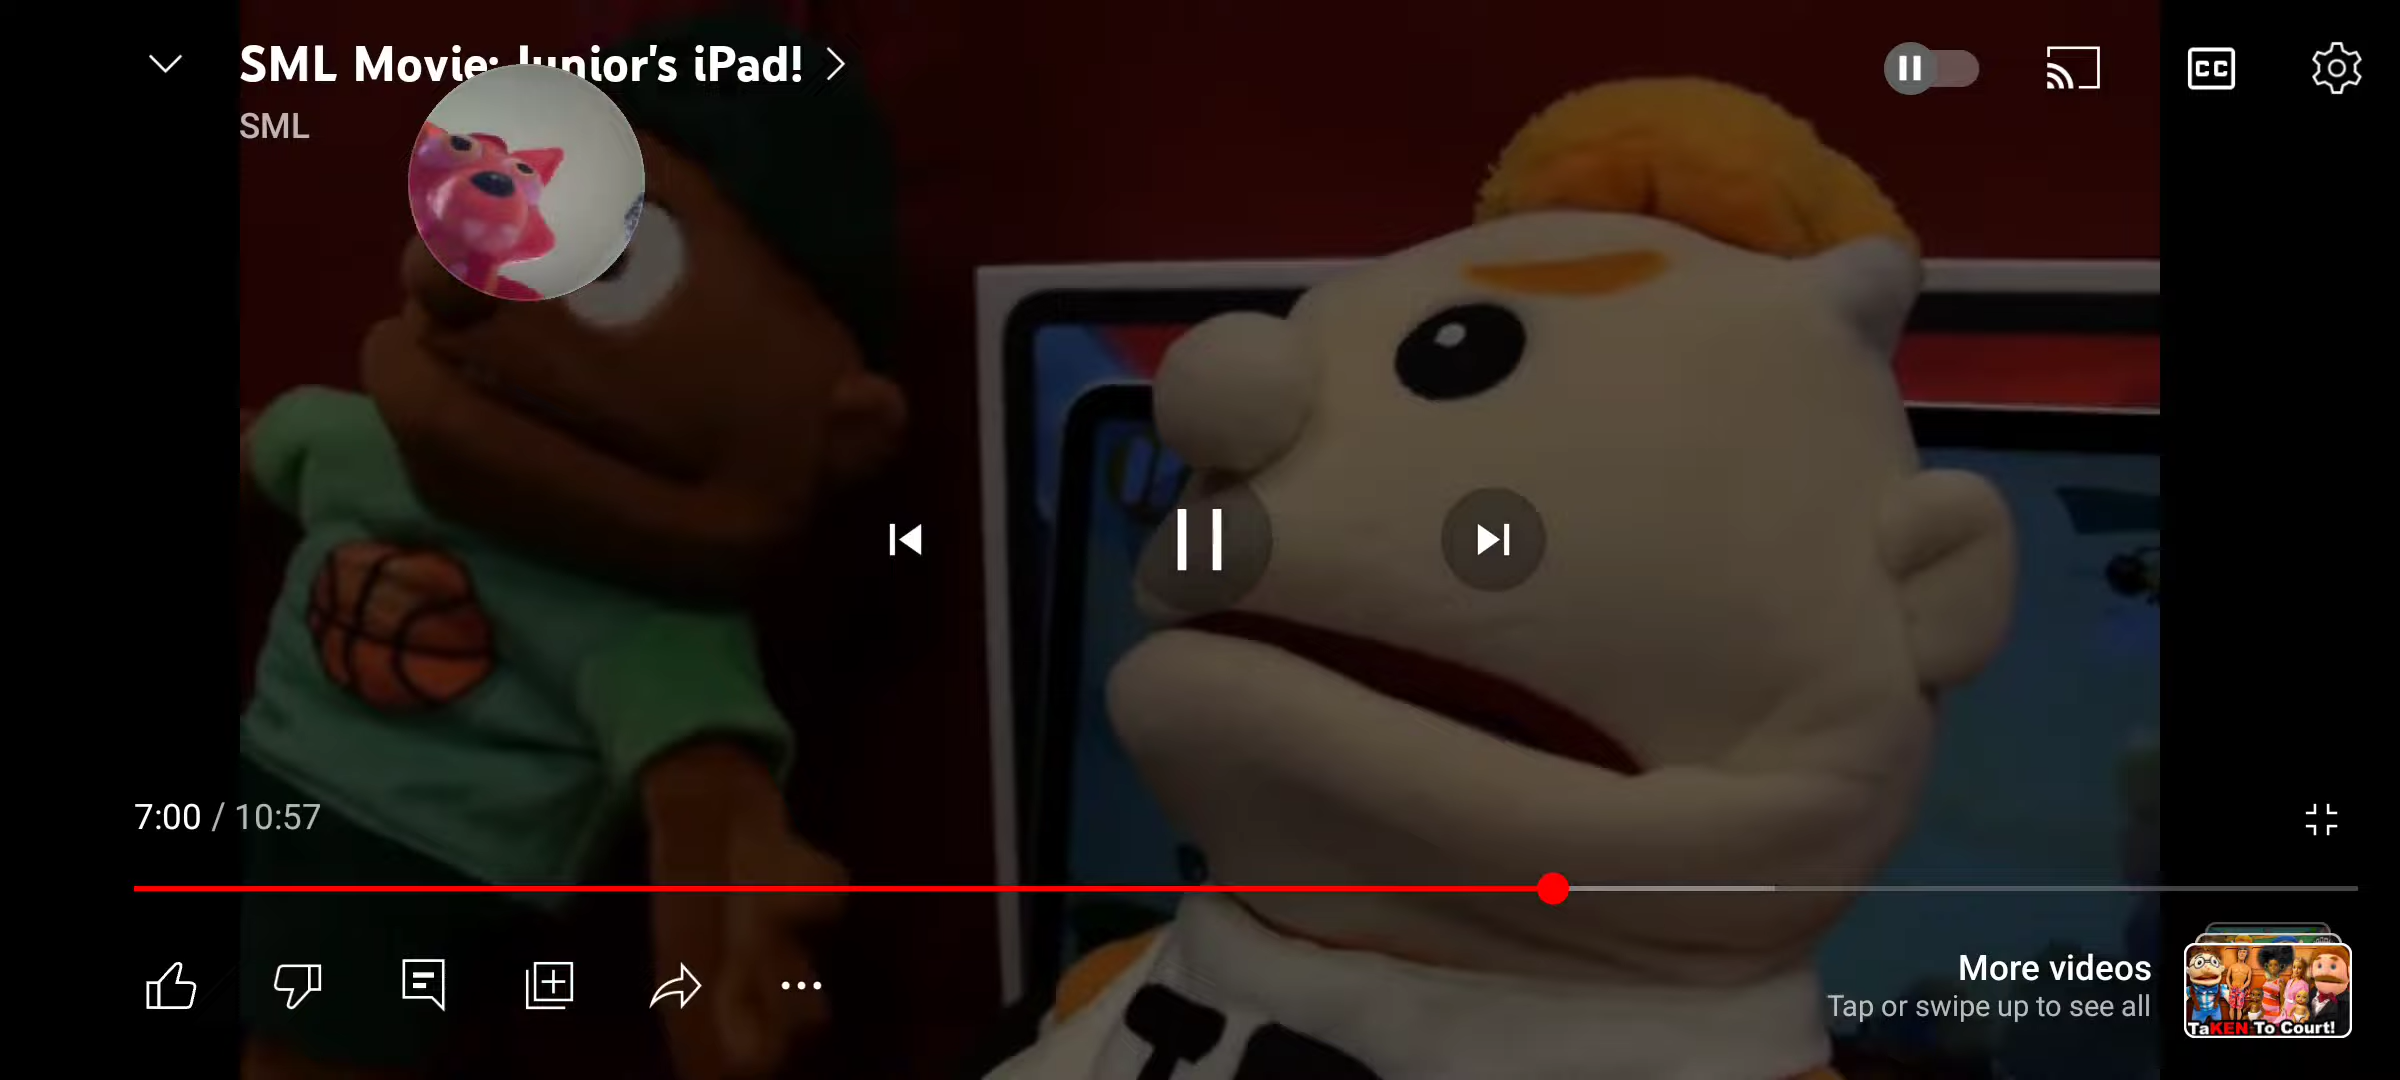 SML Movie: Junior's iPad!
SML
CC
7:00 / 10:57
More videos
Tap or swipe up to see all
TaKEN To Court!